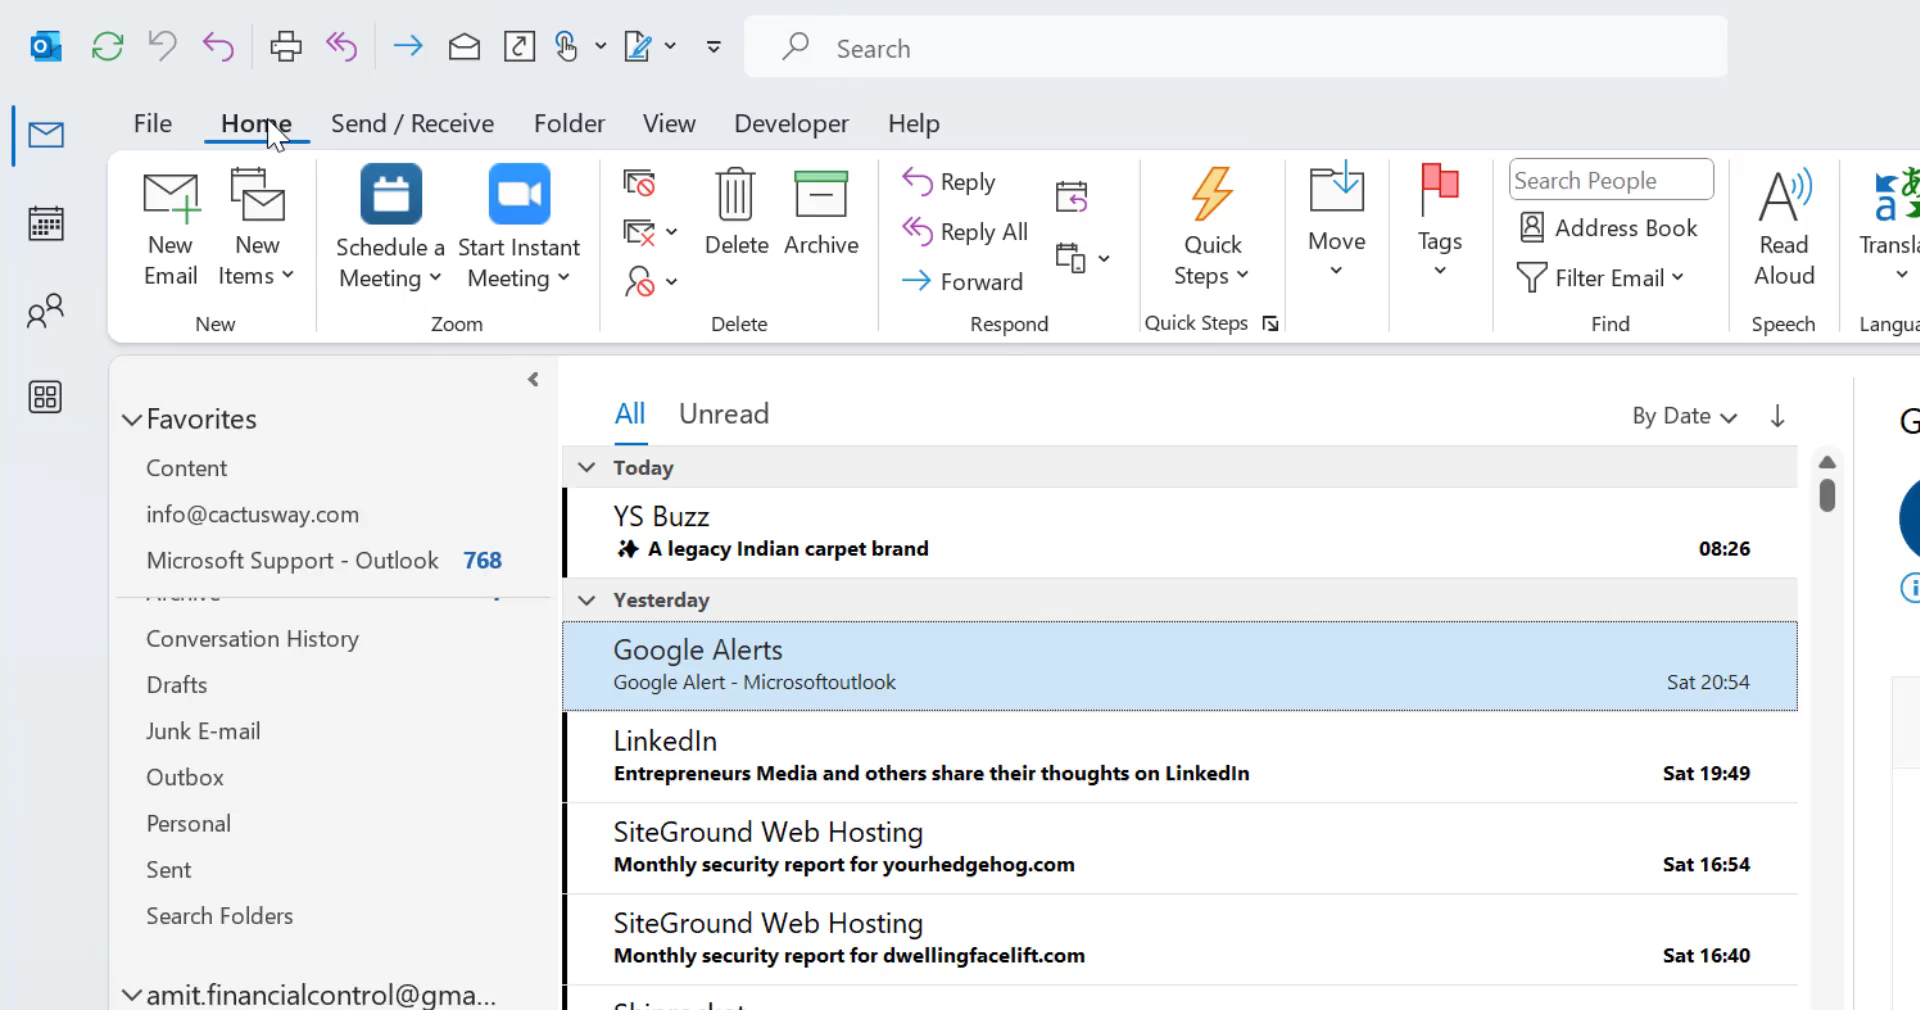 Search
File Home Send / Receive Folder View Developer Help
New Email
New Items
Schedule a Meeting
Start Instant Meeting
Delete
Archive
Reply
Reply All
Forward
Quick Steps
Move
Tags
Search People
Address Book
Filter Email
Read Aloud
New
Zoom
Delete
Respond
Quick Steps
Find
Speech
Favorites
Content
info@cactusway.com
Microsoft Support - Outlook 768
Conversation History
Drafts
Junk E-mail
Outbox
Personal
Sent
Search Folders
amit.financialcontrol@gma...
All Unread By Date
Today
YS Buzz
A legacy Indian carpet brand 08:26
Yesterday
Google Alerts
Google Alert - Microsoftoutlook Sat 20:54
LinkedIn
Entrepreneurs Media and others share their thoughts on LinkedIn Sat 19:49
SiteGround Web Hosting
Monthly security report for yourhedgehog.com Sat 16:54
SiteGround Web Hosting
Monthly security report for dwellingfacelift.com Sat 16:40